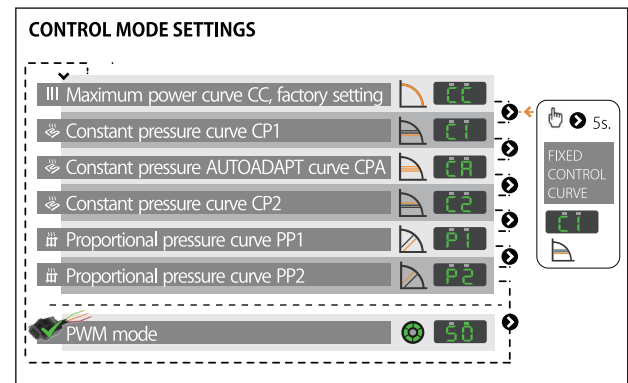 CONTROL MODE SETTINGS
Maximum power curve CC, factory setting CC
Constant pressure curve CP1 C1
Constant pressure AUTOADAPT curve CPA CA
Constant pressure curve CP2 C2
Proportional pressure curve PP1 P1
Proportional pressure curve PP2 P2
PWM mode S0
5s.
FIXED
CONTROL
CURVE
C1